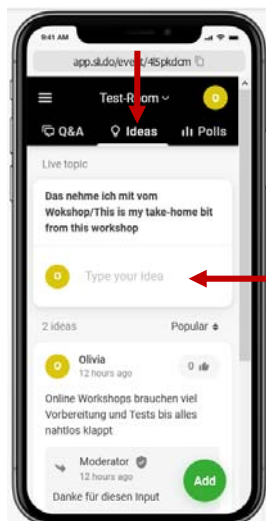 9:41 AM
app.sli.do/event/4l5pkdcm
Test-Room
O
Q&A
Ideas
Polls
Live topic
Das nehme ich mit vom
Wokshop/This is my take-home bit
from this workshop
O
Type your Idea
2 ideas
Popular
O
Olivia
12 hours ago
0
Online Workshops brauchen viel
Vorbereitung und Tests bis alles
nahtlos klappt
Moderator
12 hours ago
Danke für diesen Input
Add